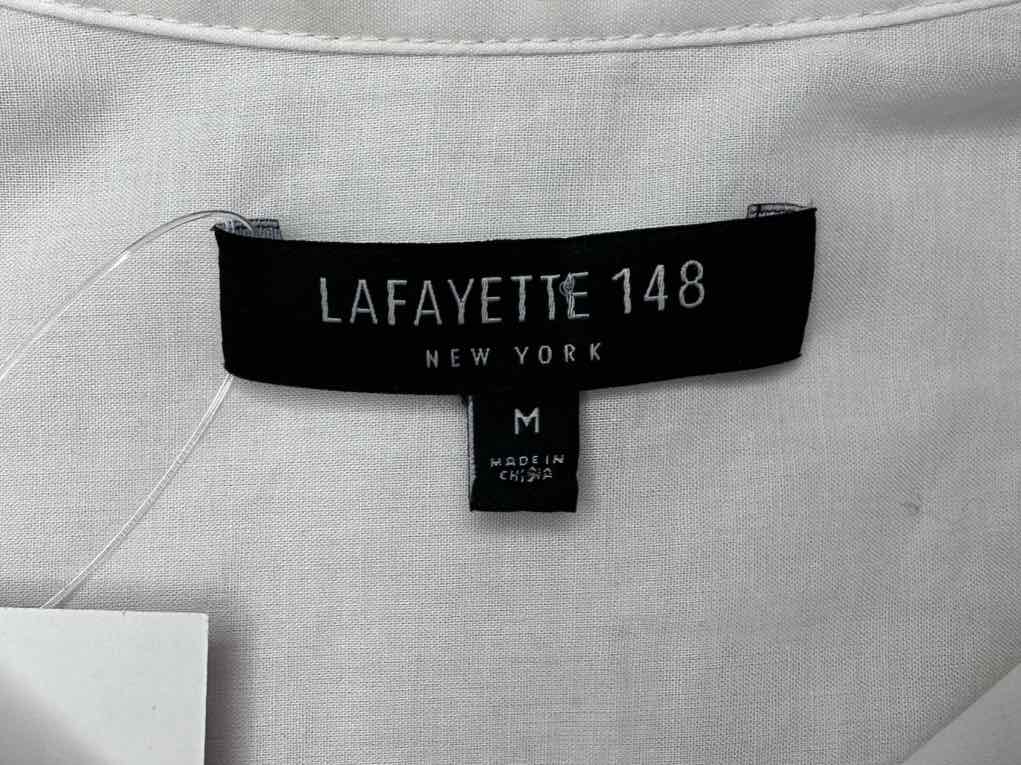 LAFAYETTE 148
NEW YORK
M
MADE IN
CHINA